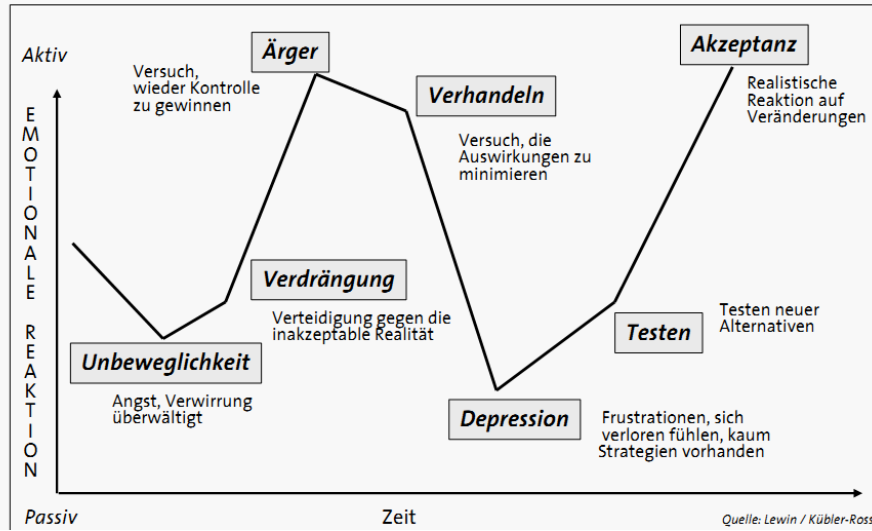 Aktiv
EMOTIONALE REAKTION
Ärger
Versuch,
wieder Kontrolle
zu gewinnen
Verhandeln
Versuch, die
Auswirkungen zu
minimieren
Akzeptanz
Realistische
Reaktion auf
Veränderungen
Verdrängung
Verteidigung gegen die
inakzeptable Realität
Unbeweglichkeit
Angst, Verwirrung
überwältigt
Testen
Testen neuer
Alternativen
Depression
Frustrationen, sich
verloren fühlen, kaum
Strategien vorhanden
Passiv
Zeit
Quelle: Lewin / Kübler-Ross